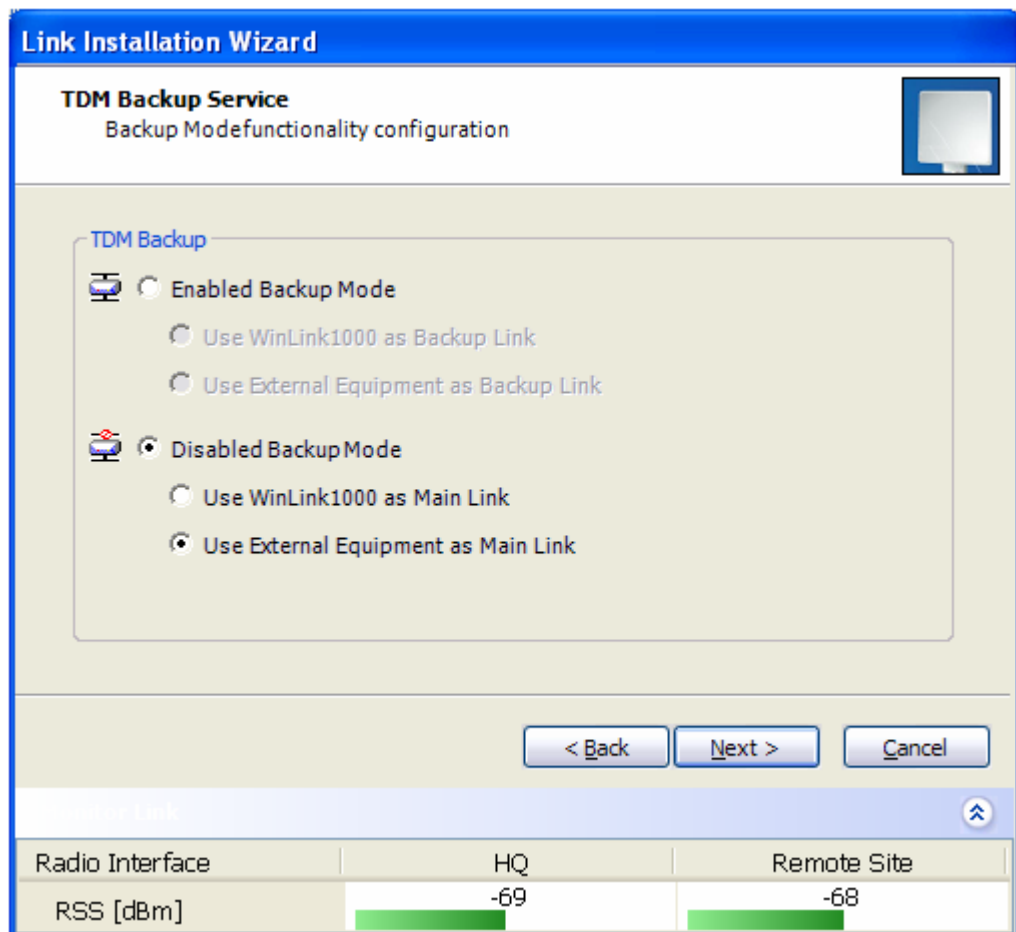 Link Installation Wizard
TDM Backup Service
Backup Modefunctionality configuration
TDM Backup
Enabled Backup Mode
Use WinLink1000 as Backup Link
Use External Equipment as Backup Link
Disabled Backup Mode
Use WinLink1000 as Main Link
Use External Equipment as Main Link
< Back Next > Cancel
Link
Radio Interface HQ Remote Site
RSS [dBm] -69 -68